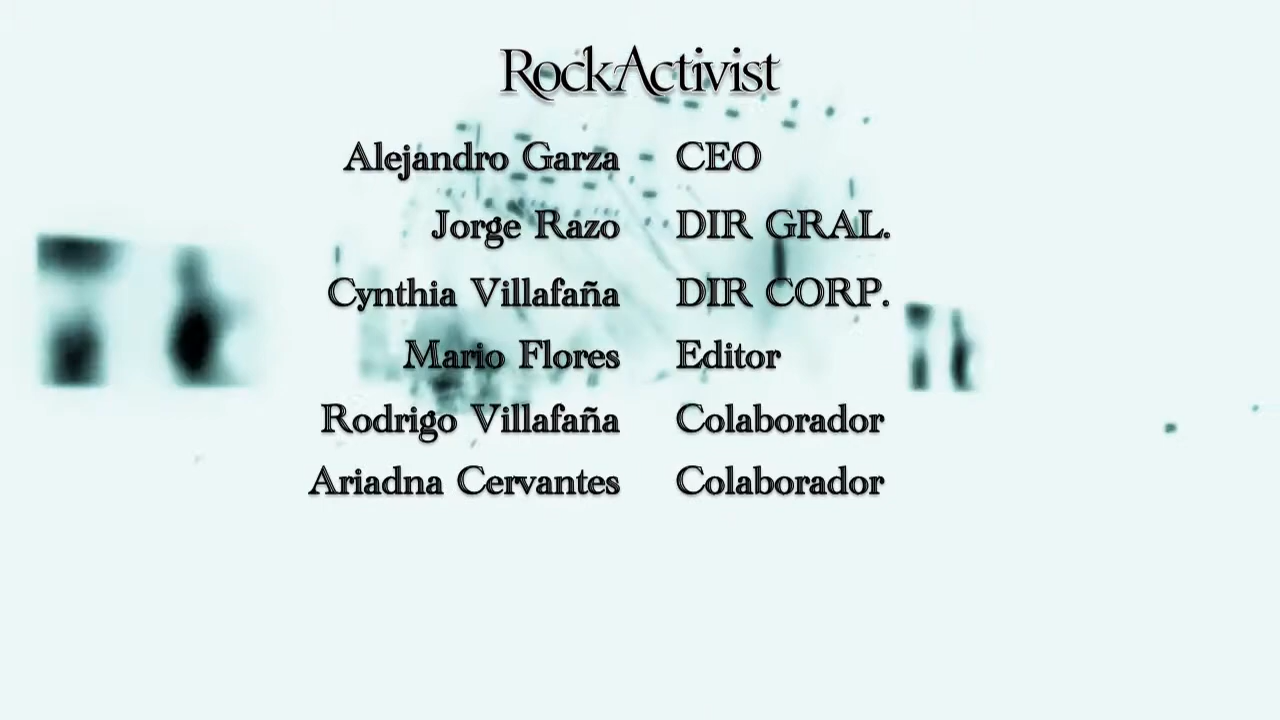 RockActivist
Alejandro Garza CEO
Jorge Razo DIR GRAL.
Cynthia Villafaña DIR CORP.
Mario Flores Editor
Rodrigo Villafaña Colaborador
Ariadna Cervantes Colaborador